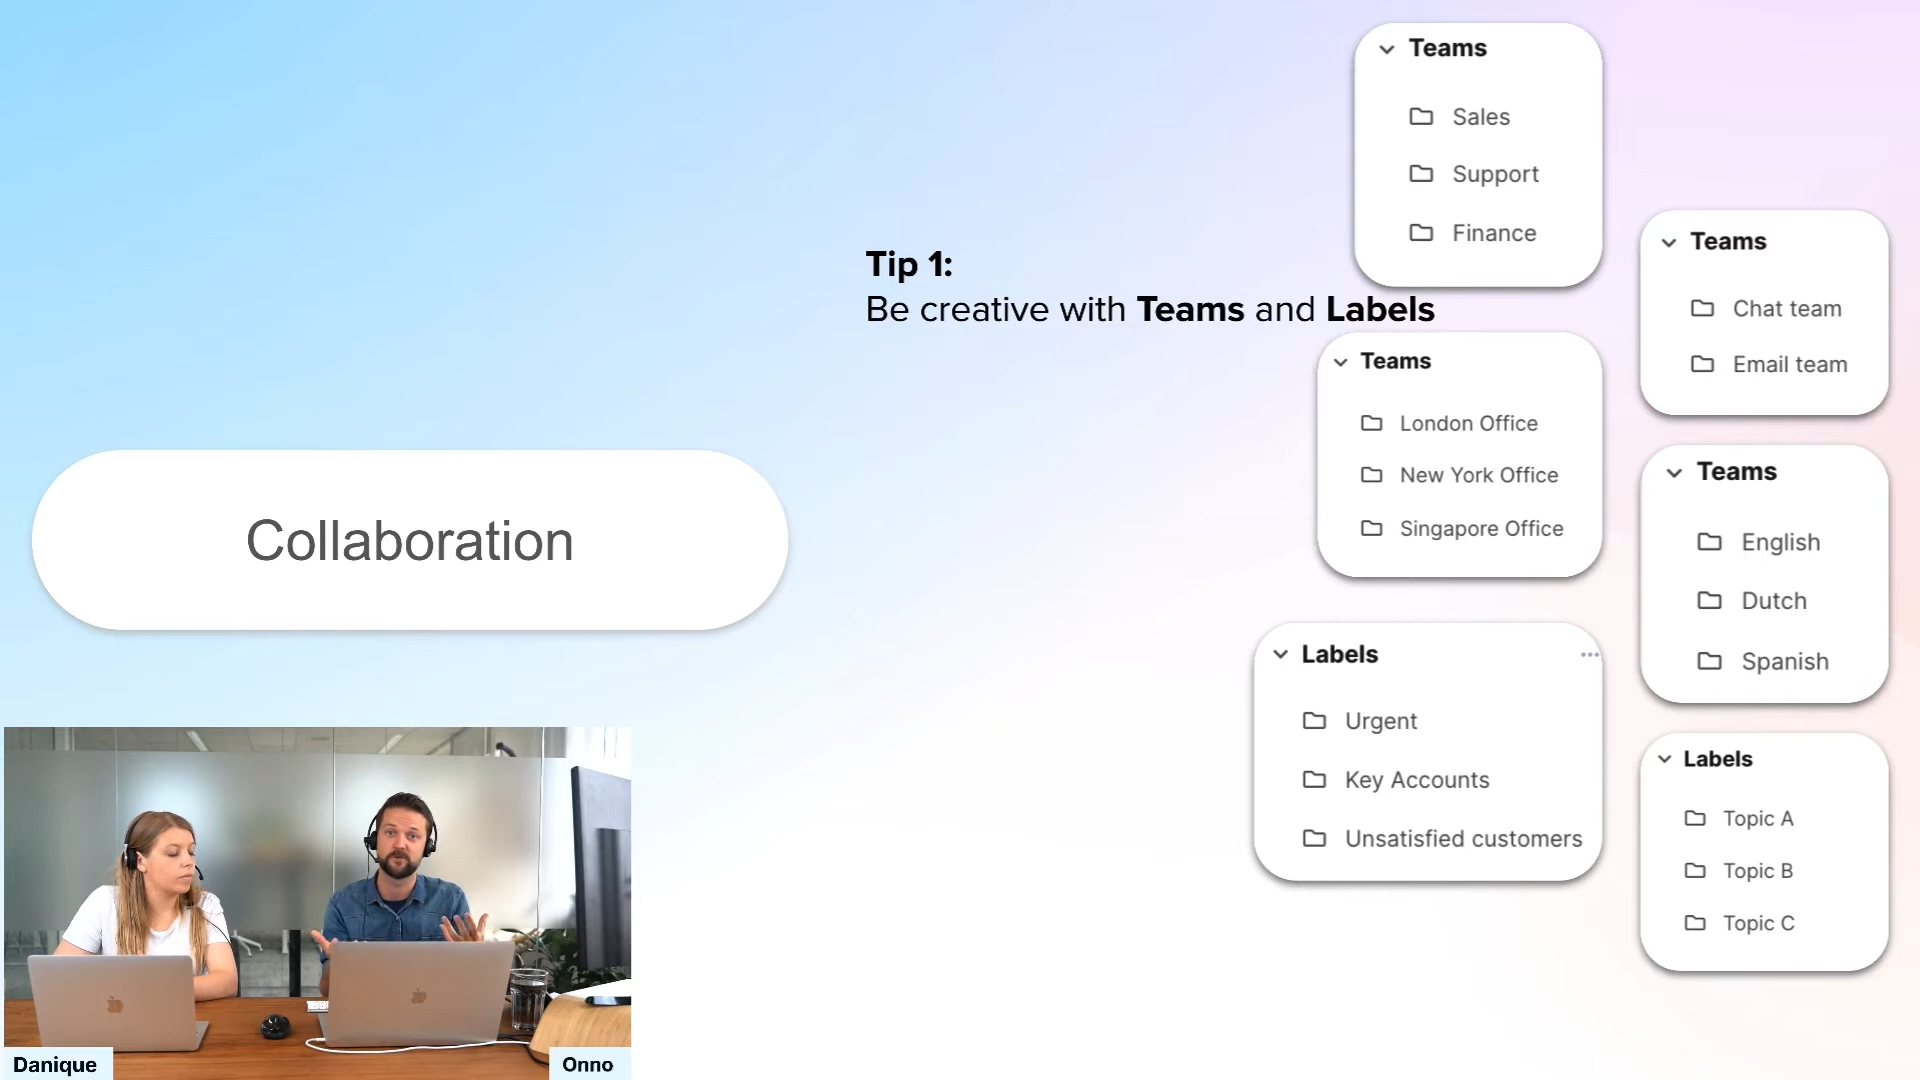 Collaboration
Tip 1:
Be creative with Teams and Labels
Teams
Sales
Support
Finance
Teams
Chat team
Email team
Teams
London Office
New York Office
Singapore Office
Teams
English
Dutch
Spanish
Labels
Urgent
Key Accounts
Unsatisfied customers
Labels
Topic A
Topic B
Topic C
Danique
Onno